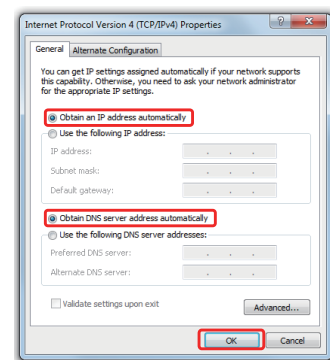 Internet Protocol Version 4 (TCP/IPv4) Properties
General
Alternate Configuration
You can get IP settings assigned automatically if your network supports
this capability. Otherwise, you need to ask your network administrator
for the appropriate IP settings.
Obtain an IP address automatically
Use the following IP address:
IP address:
Subnet mask:
Default gateway:
Obtain DNS server address automatically
Use the following DNS server addresses:
Preferred DNS server:
Alternate DNS server:
Validate settings upon exit
Advanced...
OK
Cancel